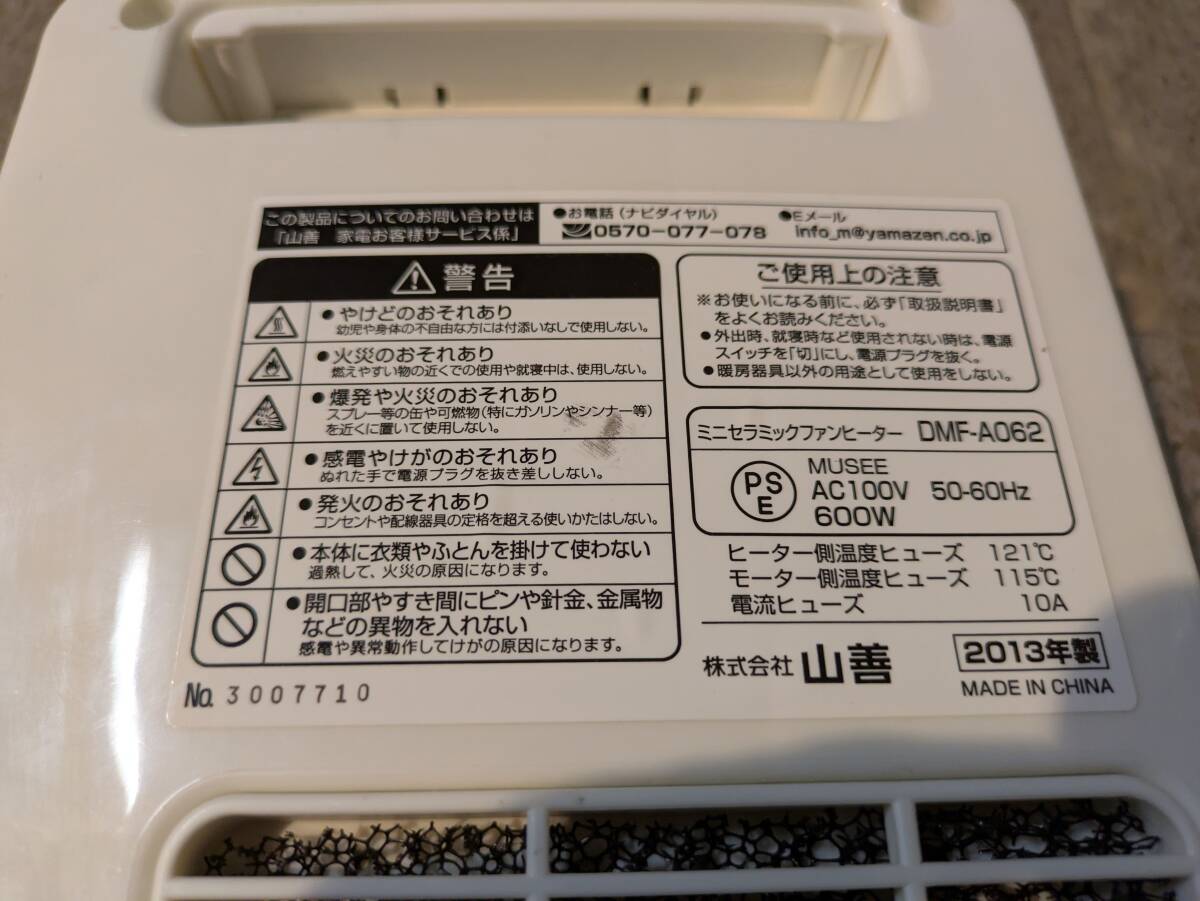 この製品についてのお問い合わせは
「山善 家電お客様サービス係」
●お電話（ナビダイヤル）
0570-077-078
●Eメール
info_m@yamazen.co.jp
警告
●やけどのおそれあり
幼児や身体の不自由な方には付添いなしで使用しない。
●火災のおそれあり
燃えやすい物の近くでの使用や就寝中は、使用しない。
●爆発や火災のおそれあり
スプレー等の缶や可燃物（特にガソリンやシンナー等）
を近くに置いて使用しない。
●感電やけがのおそれあり
ぬれた手で電源プラグを抜き差ししない。
●発火のおそれあり
コンセントや配線器具の定格を超える使いかたはしない。
●本体に衣類やふとんを掛けて使わない
過熱して、火災の原因になります。
●開口部やすき間にピンや針金、金属物
などの異物を入れない
感電や異常動作してけがの原因になります。
No. 3007710
ご使用上の注意
※お使いになる前に、必ず「取扱説明書」
をよくお読みください。
●外出時、就寝時など使用されない時は、電源
スイッチを「切」にし、電源プラグを抜く。
●暖房器具以外の用途として使用をしない。
ミニセラミックファンヒーター DMF-A062
PS
E
MUSEE
AC100V 50-60Hz
600W
ヒーター側温度ヒューズ 121℃
モーター側温度ヒューズ 115℃
電流ヒューズ 10A
株式会社 山善
2013年製
MADE IN CHINA